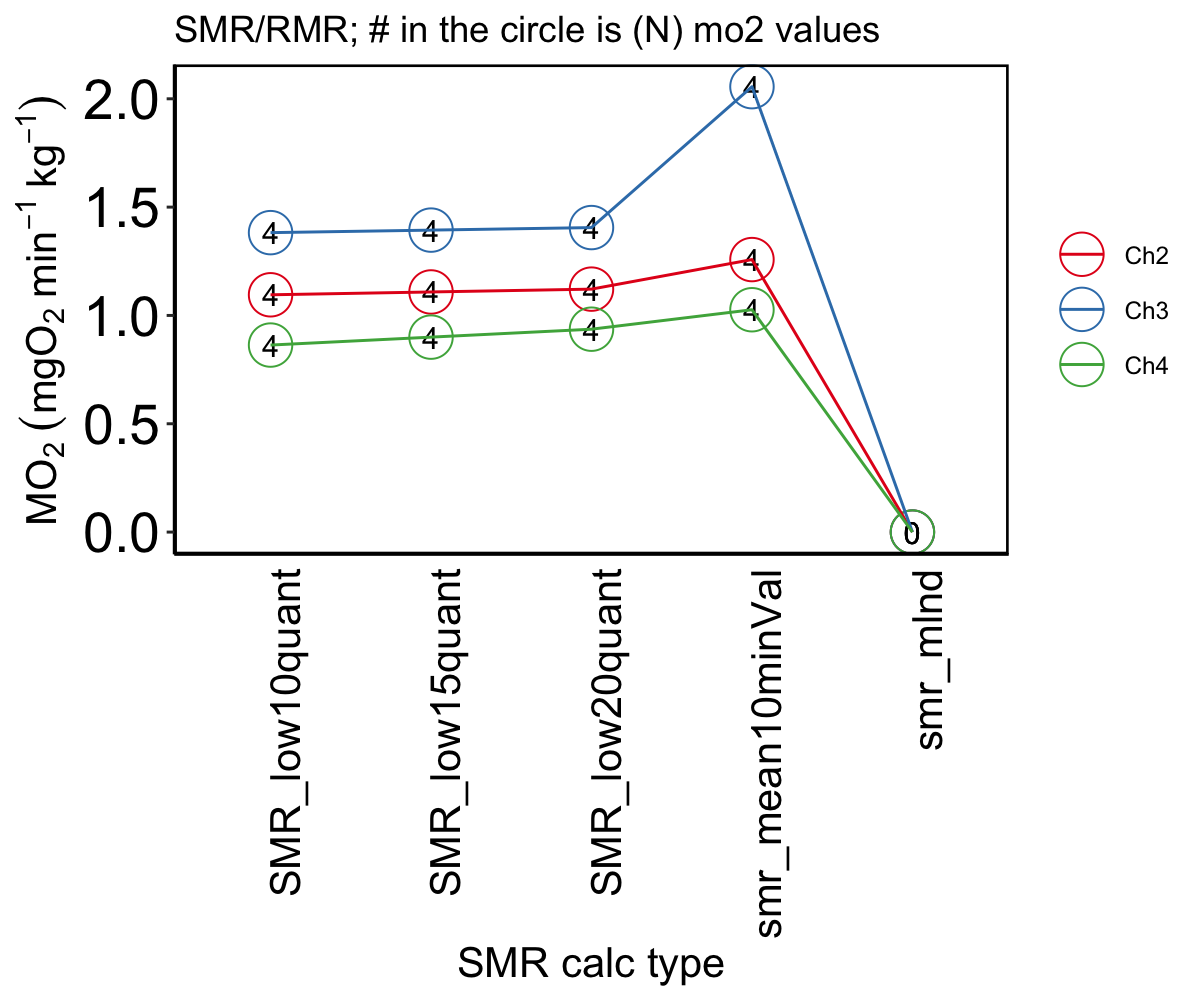 SMR/RMR; # in the circle is (N) mo2 values
MO₂ (mgO₂ min⁻¹ kg⁻¹)
2.0
1.5
1.0
0.5
0.0
4 4 4 4
4 4 4 4
4 4 4 4
0
SMR_low10quant
SMR_low15quant
SMR_low20quant
smr_mean10minVal
smr_mlnd
SMR calc type
Ch2
Ch3
Ch4